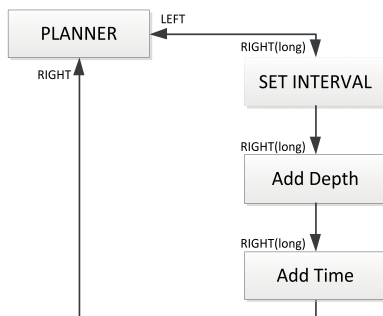 LEFT
PLANNER
RIGHT(long)
RIGHT
SET INTERVAL
RIGHT(long)
Add Depth
RIGHT(long)
Add Time